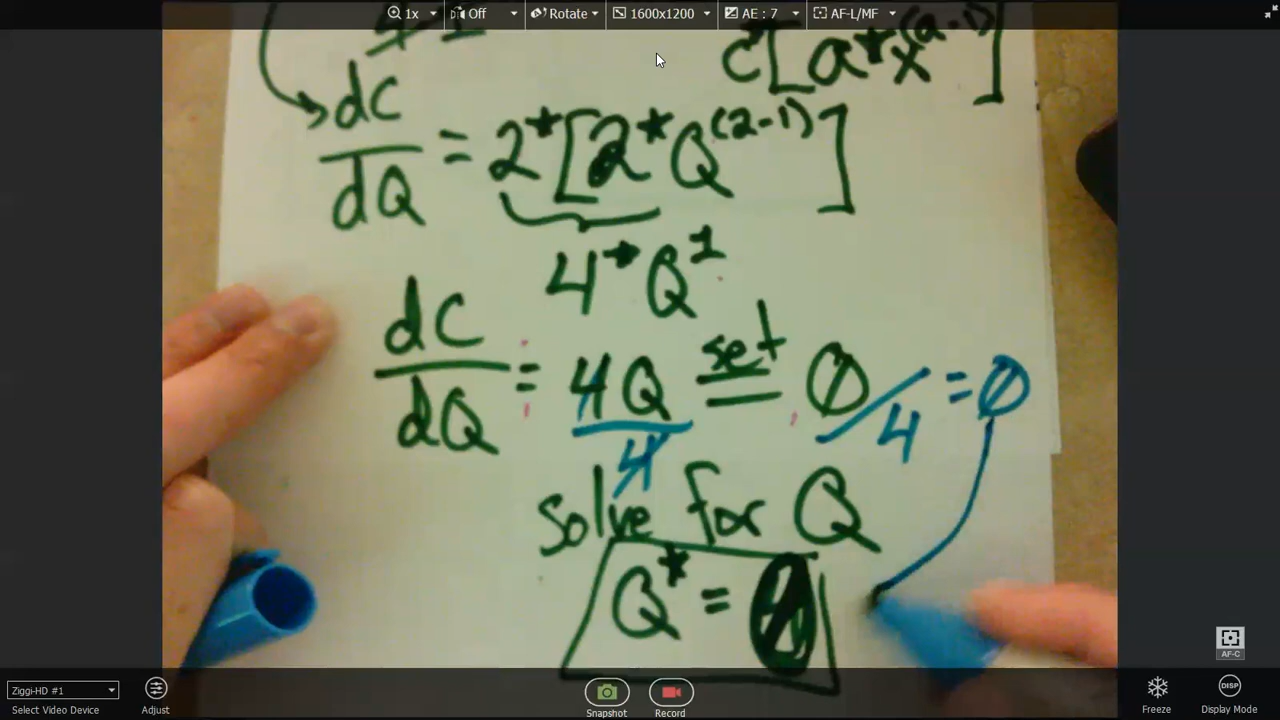 1x Off Rotate 1600x1200 AE : 7 AF-L/MF
c[a*x^(a-1)]
dC/dQ = 2*[2*Q^(2-1)]
4*Q^1
dC/dQ = 4Q/4 set= 0/4 = 0
solve for Q
Q* = 0
AF-C
Ziggi-HD #1
Select Video Device Adjust Snapshot Record Freeze DISP Display Mode